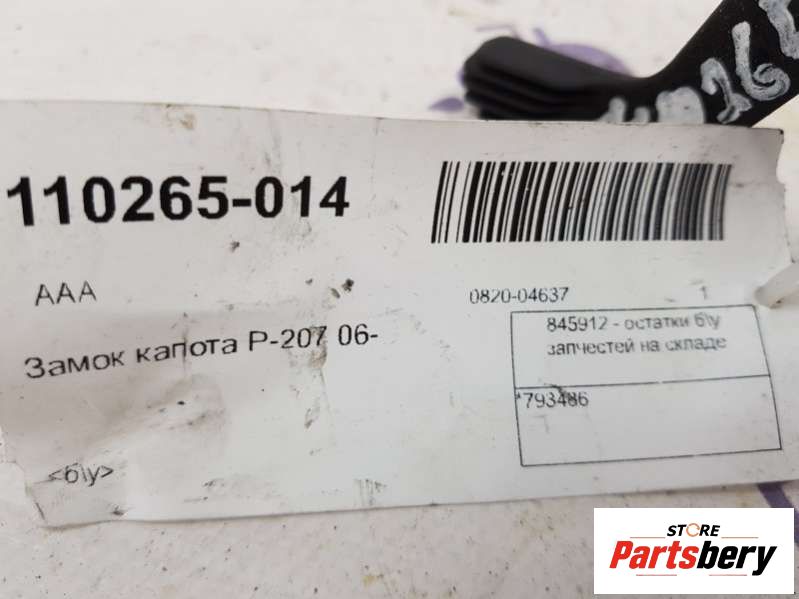 110265-014
AAA
0820-04637 1
Замок капота P-207 06-
845912 - остатки б\у
запчестей на складе
*793486
<б\у>
STORE
Partsbery